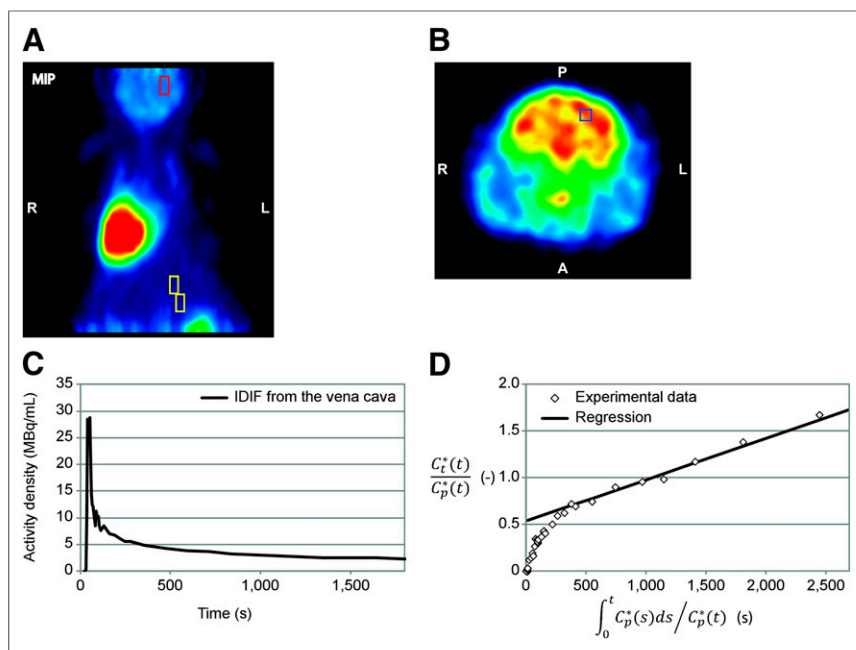 A
MIP
R
L
B
P
R
L
A
C
35
30
25
20
15
10
5
0
Activity density (MBq/mL)
IDIF from the vena cava
0
500
1,000
1,500
Time (s)
D
2.0
1.5
1.0
0.5
0
C*t(t)/C*p(t) (-)
Experimental data
Regression
0
500
1,000
1,500
2,000
2,500
∫₀ᵗ C*p(s)ds/C*p(t) (s)